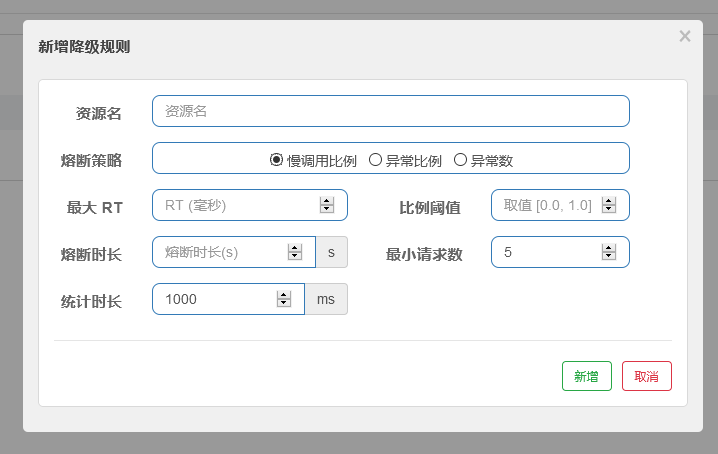 新增降级规则
×
资源名 资源名
熔断策略 慢调用比例 异常比例 异常数
最大 RT RT (毫秒) 比例阈值 取值 [0.0, 1.0]
熔断时长 熔断时长(s) s 最小请求数 5
统计时长 1000 ms
新增 取消